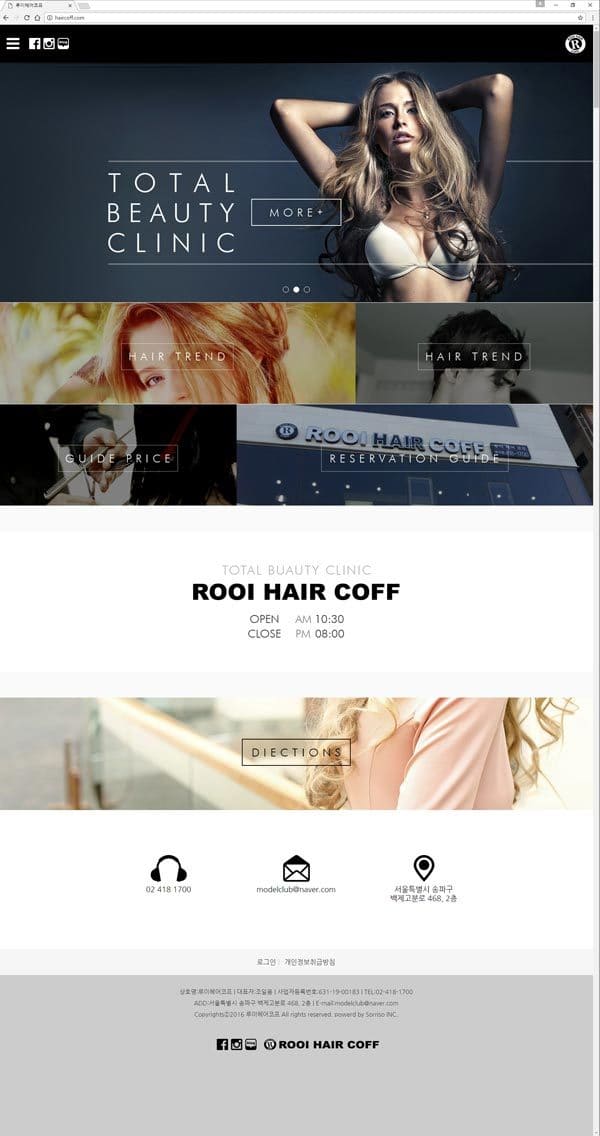 루이헤어코프
haircoff.com
TOTAL
BEAUTY
CLINIC
MORE+
HAIR TREND
HAIR TREND
GUIDE PRICE
ROOI HAIR COFF
RESERVATION GUIDE
TOTAL BUAUTY CLINIC
ROOI HAIR COFF
OPEN AM 10:30
CLOSE PM 08:00
DIECTIONS
02 418 1700
modelclub@naver.com
서울특별시 송파구
백제고분로 468, 2층
로그인 | 개인정보취급방침
상호명:루이헤어코프 | 대표자:조일용 | 사업자등록번호:631-19-00183 | TEL:02-418-1700
ADD:서울특별시 송파구 백제고분로 468, 2층 | E-mail:modelclub@naver.com
Copyrightsⓒ2016 루이헤어코프 All rights reserved. powerd by Sorriso INC.
ROOI HAIR COFF